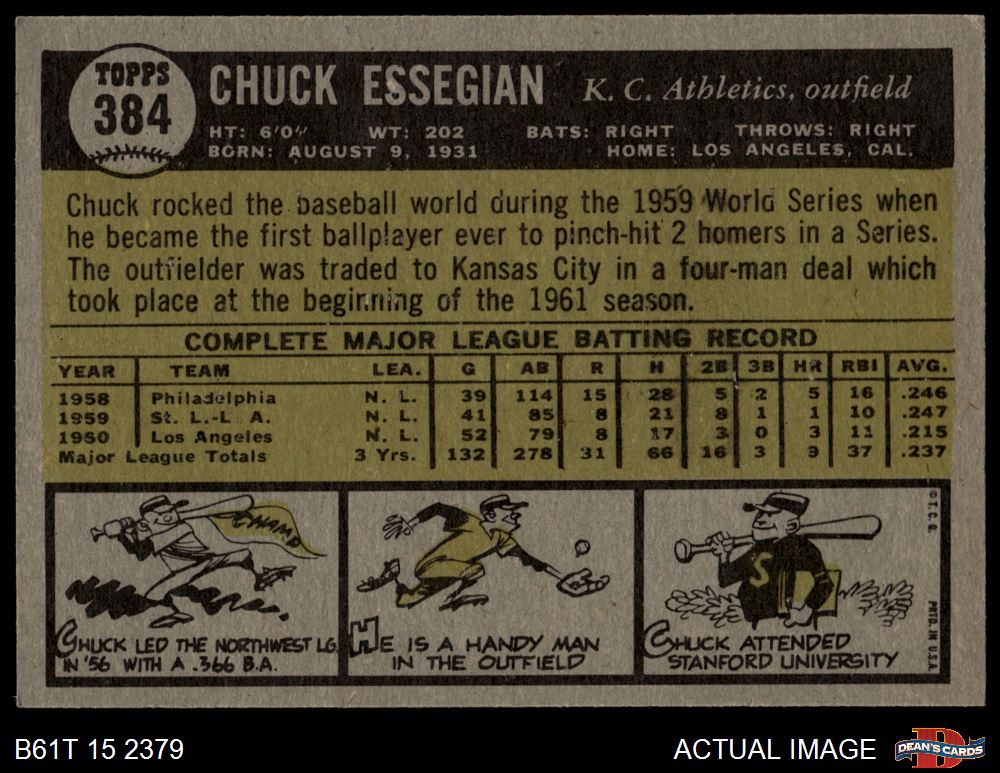 TOPPS
384
CHUCK ESSEGIAN K. C. Athletics, outfield
HT: 6'0" WT: 202 BATS: RIGHT THROWS: RIGHT
BORN: AUGUST 9, 1931 HOME: LOS ANGELES, CAL.
Chuck rocked the baseball world during the 1959 World Series when
he became the first ballplayer ever to pinch-hit 2 homers in a Series.
The outfielder was traded to Kansas City in a four-man deal which
took place at the beginning of the 1961 season.
COMPLETE MAJOR LEAGUE BATTING RECORD
YEAR TEAM LEA. G AB R H 2B 3B HR RBI AVG.
1958 Philadelphia N. L. 39 114 15 28 5 2 5 16 .246
1959 St. L.-L A. N. L. 41 85 8 21 8 1 1 10 .247
1960 Los Angeles N. L. 52 79 8 17 3 0 3 11 .215
Major League Totals 3 Yrs. 132 278 31 66 16 3 9 37 .237
CHAMP
CHUCK LED THE NORTHWEST LG.
IN '56 WITH A .366 B.A.
HE IS A HANDY MAN
IN THE OUTFIELD
S
CHUCK ATTENDED
STANFORD UNIVERSITY
© T.C.G.
PRTD. IN U.S.A.
B61T 15 2379
ACTUAL IMAGE
D
DEAN'S CARDS